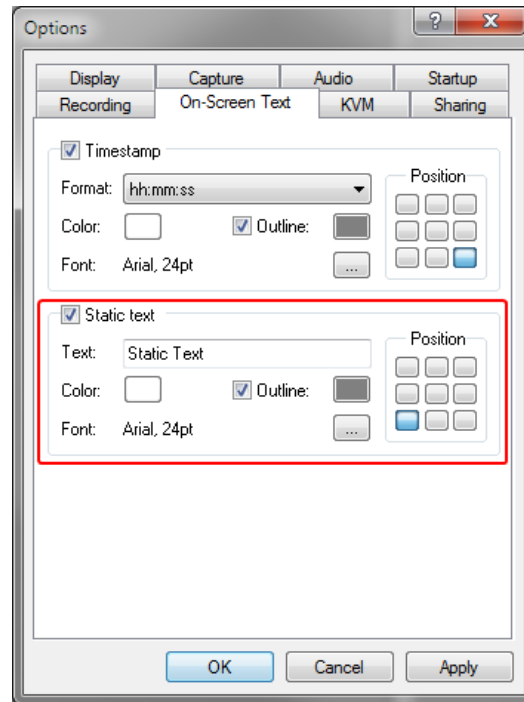 Options
Display Capture Audio Startup
Recording On-Screen Text KVM Sharing
Timestamp
Position
Format: hh:mm:ss
Color: Outline:
Font: Arial, 24pt ...
Static text
Position
Text: Static Text
Color: Outline:
Font: Arial, 24pt ...
OK Cancel Apply